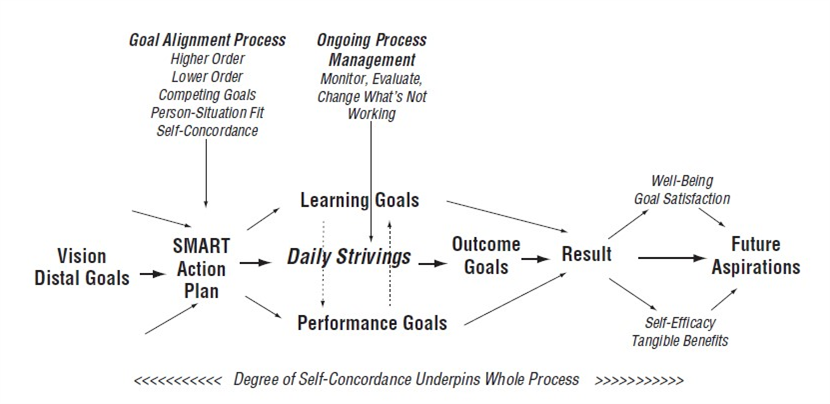 Goal Alignment Process
Higher Order
Lower Order
Competing Goals
Person-Situation Fit
Self-Concordance
Ongoing Process
Management
Monitor, Evaluate,
Change What's Not
Working
Vision
Distal Goals
SMART
Action
Plan
Learning Goals
Daily Strivings
Performance Goals
Outcome
Goals
Result
Well-Being
Goal Satisfaction
Self-Efficacy
Tangible Benefits
Future
Aspirations
<<<<<<<<<<< Degree of Self-Concordance Underpins Whole Process >>>>>>>>>>>